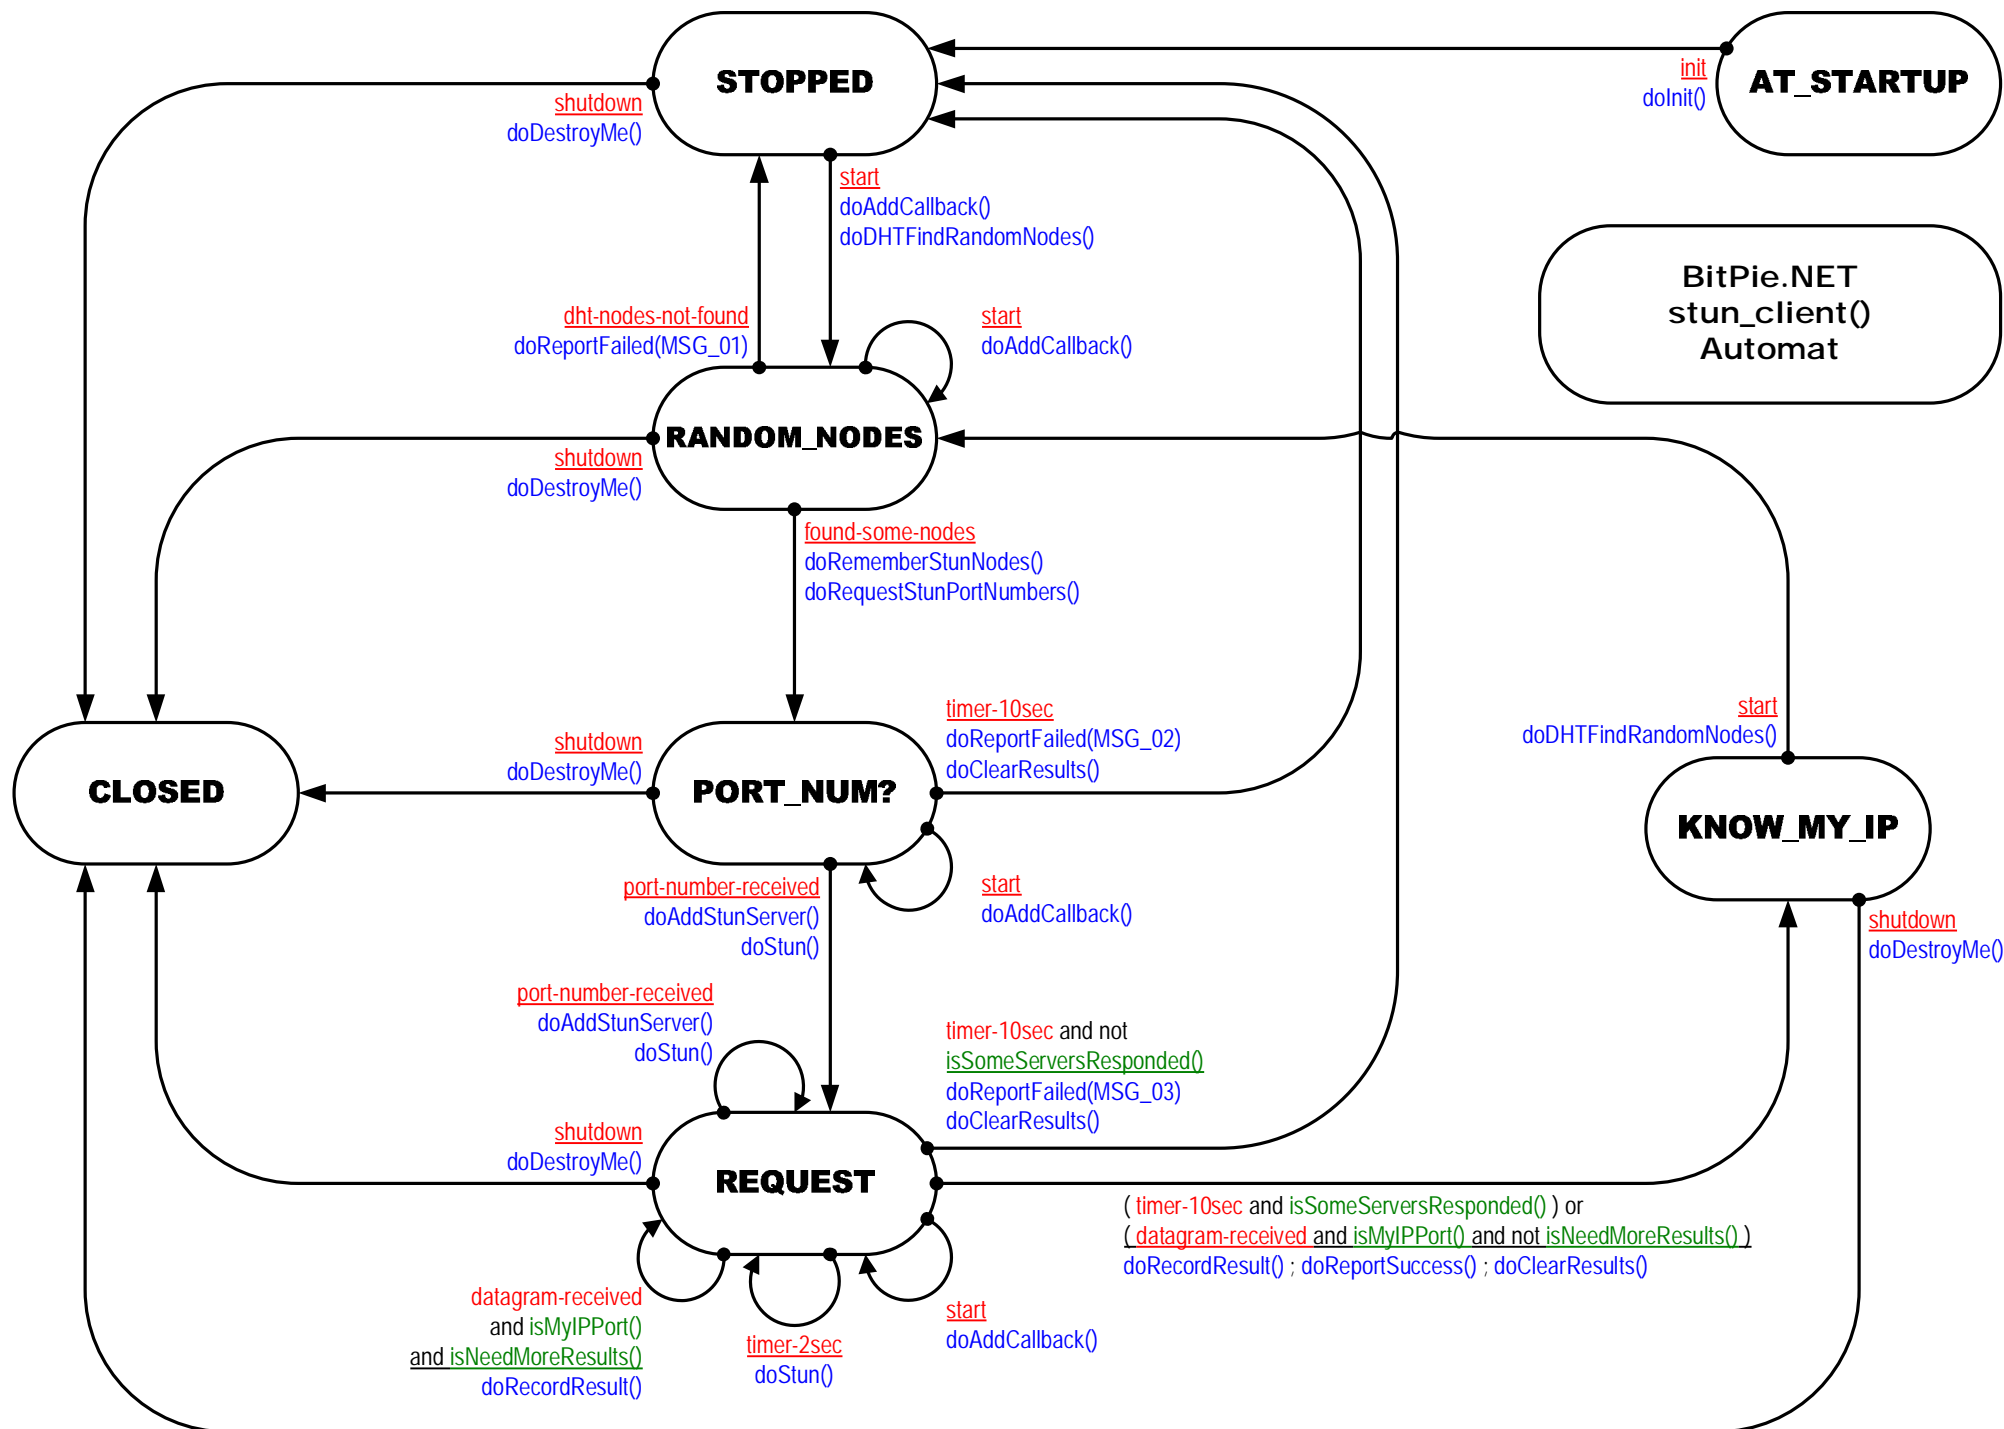 STOPPED
AT_STARTUP
init
doInit()
shutdown
doDestroyMe()
start
doAddCallback()
doDHTFindRandomNodes()
BitPie.NET
stun_client()
Automat
dht-nodes-not-found
doReportFailed(MSG_01)
start
doAddCallback()
RANDOM_NODES
shutdown
doDestroyMe()
found-some-nodes
doRememberStunNodes()
doRequestStunPortNumbers()
timer-10sec
doReportFailed(MSG_02)
doClearResults()
start
doDHTFindRandomNodes()
shutdown
doDestroyMe()
CLOSED
PORT_NUM?
KNOW_MY_IP
port-number-received
doAddStunServer()
doStun()
start
doAddCallback()
shutdown
doDestroyMe()
port-number-received
doAddStunServer()
doStun()
timer-10sec and not
isSomeServersResponded()
doReportFailed(MSG_03)
doClearResults()
shutdown
doDestroyMe()
REQUEST
( timer-10sec and isSomeServersResponded() ) or
( datagram-received and isMyIPPort() and not isNeedMoreResults() )
doRecordResult() ; doReportSuccess() ; doClearResults()
datagram-received
and isMyIPPort()
and isNeedMoreResults()
doRecordResult()
timer-2sec
doStun()
start
doAddCallback()